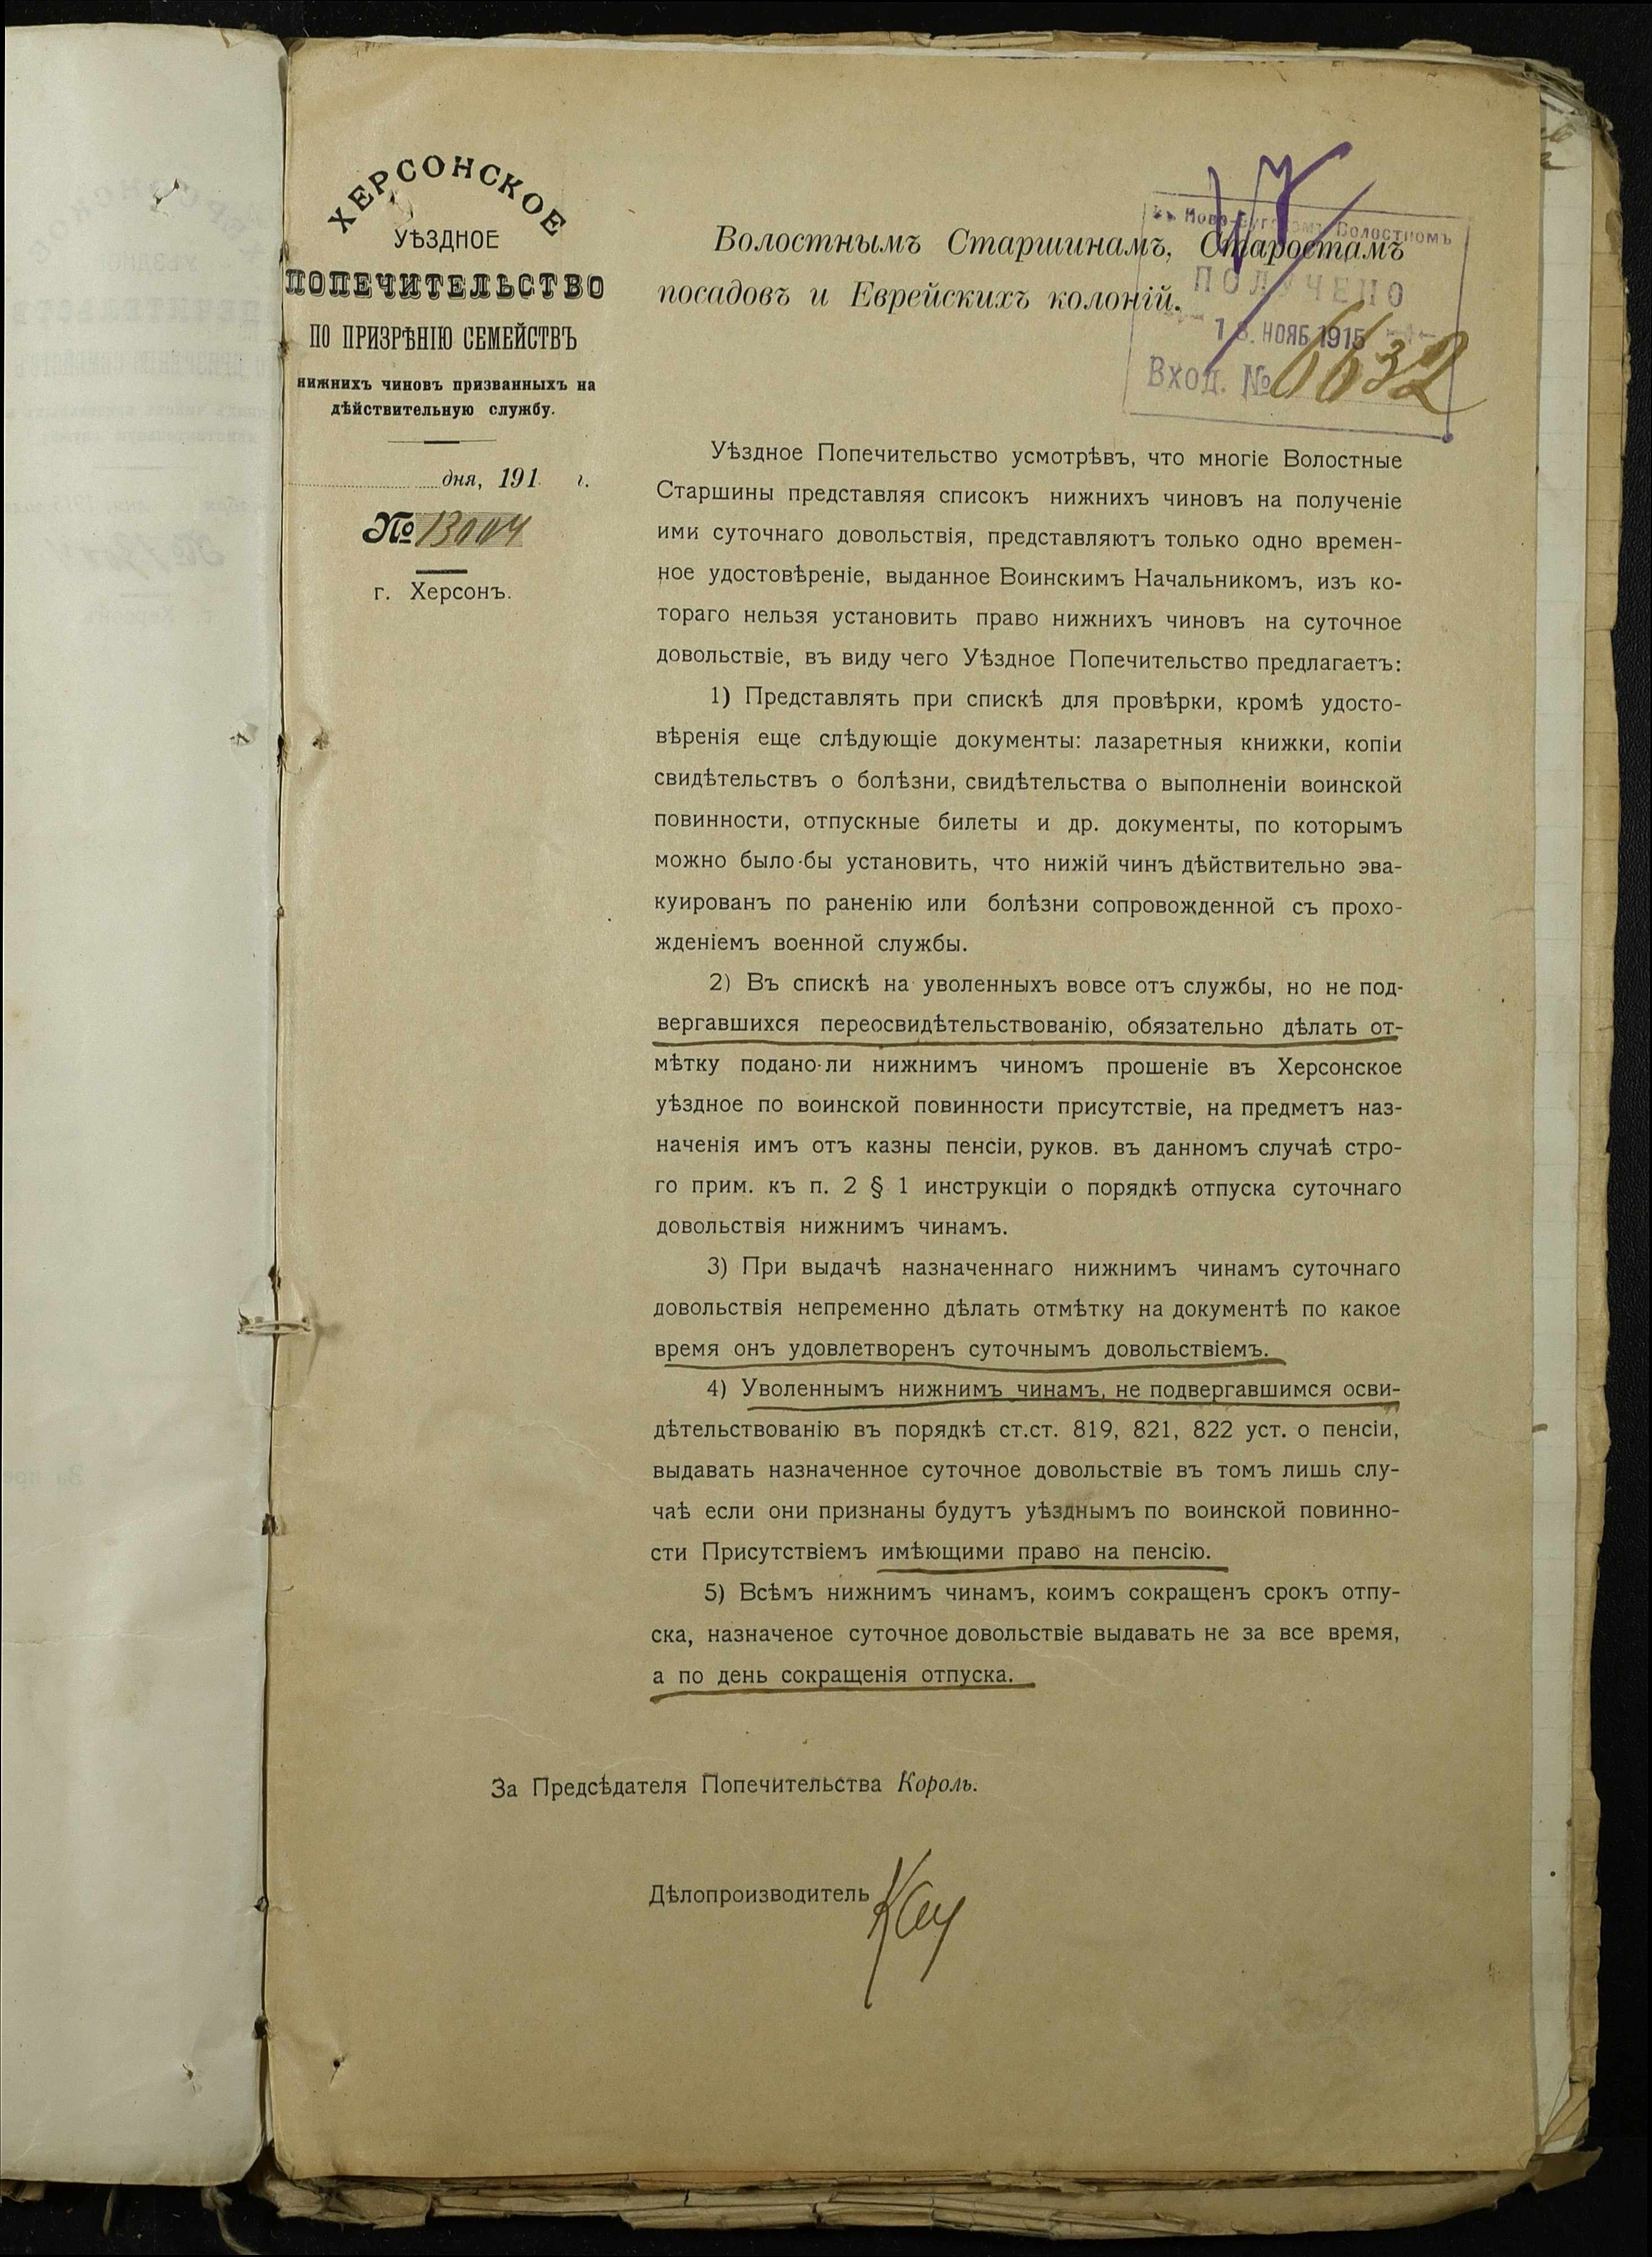 ХЕРСОНСКОЕ
УѢЗДНОЕ
ПОПЕЧИТЕЛЬСТВО
ПО ПРИЗРѢНІЮ СЕМЕЙСТВЪ
нижнихъ чиновъ призванныхъ на
дѣйствительную службу.
дня, 191 г.
№ 13004
г. Херсонъ.
Волостнымъ Старшинамъ, Старостамъ
посадовъ и Еврейскихъ колоній.
Волостномъ
ПОЛУЧЕНО
НОЯБ 1915
Вход. № 6632
Уѣздное Попечительство усмотрѣвъ, что многіе Волостные
Старшины представляя списокъ нижнихъ чиновъ на полученіе
ими суточнаго довольствія, представляютъ только одно времен-
ное удостовѣреніе, выданное Воинскимъ Начальникомъ, изъ ко-
тораго нельзя установить право нижнихъ чиновъ на суточное
довольствіе, въ виду чего Уѣздное Попечительство предлагаетъ:
1) Представлять при спискѣ для провѣрки, кромѣ удосто-
вѣренія еще слѣдующіе документы: лазаретныя книжки, копіи
свидѣтельствъ о болѣзни, свидѣтельства о выполненіи воинской
повинности, отпускные билеты и др. документы, по которымъ
можно было-бы установить, что нижій чинъ дѣйствительно эва-
куированъ по раненію или болѣзни сопровожденной съ прохо-
жденіемъ военной службы.
2) Въ спискѣ на уволенныхъ вовсе отъ службы, но не под-
вергавшихся переосвидѣтельствованію, обязательно дѣлать от-
мѣтку подано-ли нижнимъ чиномъ прошеніе въ Херсонское
уѣздное по воинской повинности присутствіе, на предметъ наз-
наченія имъ отъ казны пенсіи, руков. въ данномъ случаѣ стро-
го прим. къ п. 2 § 1 инструкціи о порядкѣ отпуска суточнаго
довольствія нижнимъ чинамъ.
3) При выдачѣ назначеннаго нижнимъ чинамъ суточнаго
довольствія непременно дѣлать отмѣтку на документѣ по какое
время онъ удовлетворенъ суточнымъ довольствіемъ.
4) Уволеннымъ нижнимъ чинамъ, не подвергавшимся осви-
дѣтельствованію въ порядкѣ ст.ст. 819, 821, 822 уст. о пенсіи,
выдавать назначенное суточное довольствіе въ томъ лишь слу-
чаѣ если они признаны будутъ уѣзднымъ по воинской повинно-
сти Присутствіемъ имѣющими право на пенсію.
5) Всѣмъ нижнимъ чинамъ, коимъ сокращенъ срокъ отпу-
ска, назначеное суточное довольствіе выдавать не за все время,
а по день сокращенія отпуска.
За Предсѣдателя Попечительства Король.
Дѣлопроизводитель